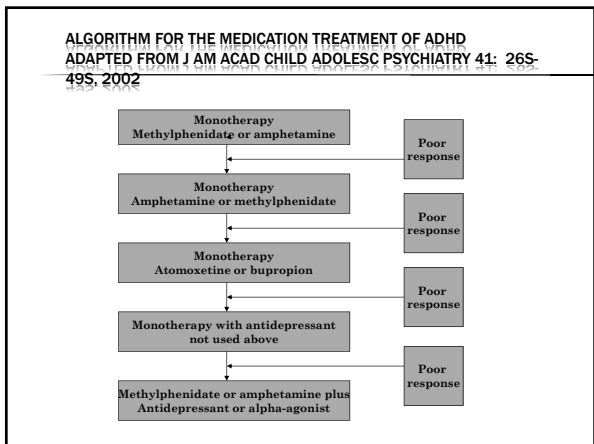 ALGORITHM FOR THE MEDICATION TREATMENT OF ADHD
ADAPTED FROM J AM ACAD CHILD ADOLESC PSYCHIATRY 41: 26S-
49S, 2002
Monotherapy
Methylphenidate or amphetamine
Poor
response
Monotherapy
Amphetamine or methylphenidate
Poor
response
Monotherapy
Atomoxetine or bupropion
Poor
response
Monotherapy with antidepressant
not used above
Poor
response
Methylphenidate or amphetamine plus
Antidepressant or alpha-agonist